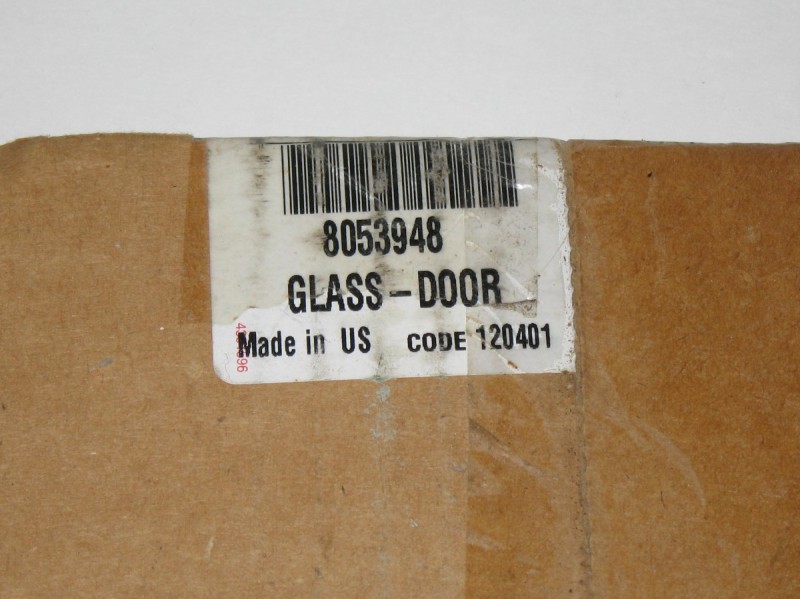 8053948
GLASS-DOOR
Made in US CODE 120401